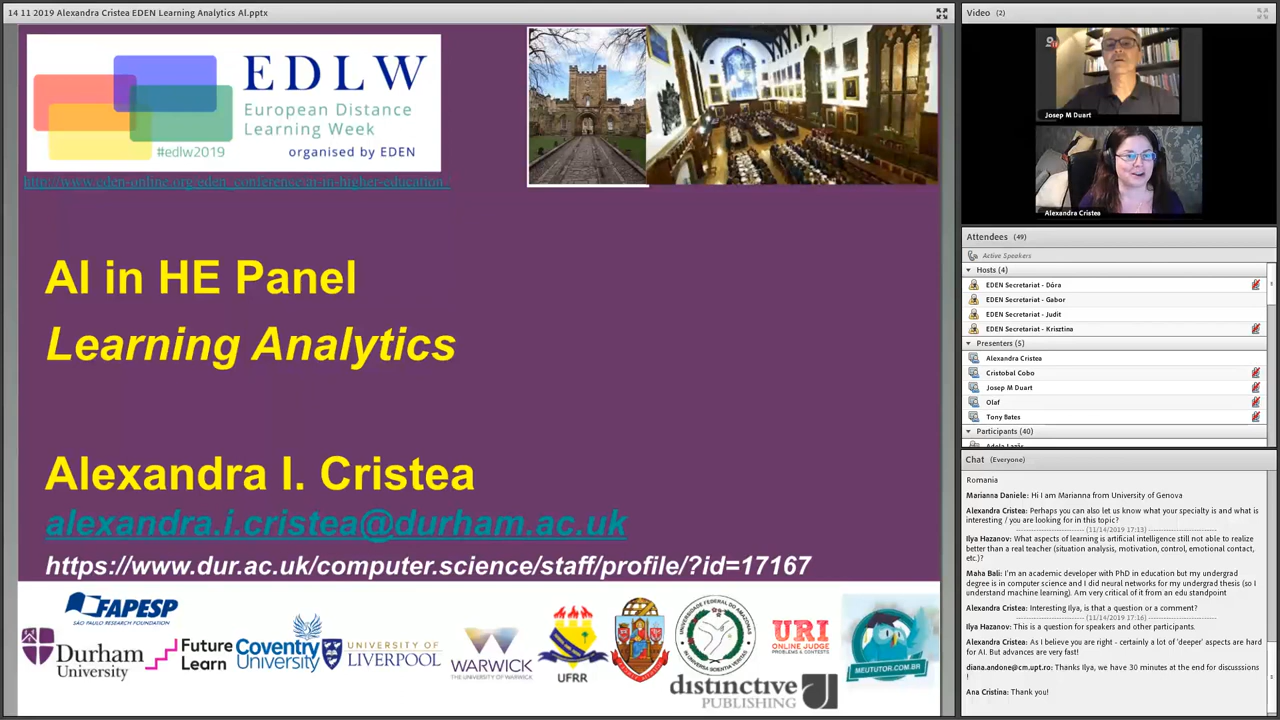 14 11 2019 Alexandra Cristea EDEN Learning Analytics AI.pptx
EDLW
European Distance
Learning Week
#edlw2019
organised by EDEN
http://www.eden-online.org.eden_conference/ai-in-higher-education-/
AI in HE Panel
Learning Analytics
Alexandra I. Cristea
alexandra.i.cristea@durham.ac.uk
https://www.dur.ac.uk/computer.science/staff/profile/?id=17167
FAPESP
SÃO PAULO RESEARCH FOUNDATION
Durham
University
Future
Learn
Coventry
University
UNIVERSITY OF
LIVERPOOL
WARWICK
THE UNIVERSITY OF WARWICK
UFRR
URI
ONLINE JUDGE
PROBLEMS & CONTESTS
MEUTUTOR.COM.BR
distinctive
PUBLISHING
Video (2)
Josep M Duart
Alexandra Cristea
Attendees (49)
Active Speakers
Hosts (4)
EDEN Secretariat - Dóra
EDEN Secretariat - Gabor
EDEN Secretariat - Judit
EDEN Secretariat - Krisztina
Presenters (5)
Alexandra Cristea
Cristobal Cobo
Josep M Duart
Olaf
Tony Bates
Participants (40)
Chat (Everyone)
Romania
Marianna Daniele: Hi I am Marianna from University of Genova
Alexandra Cristea: Perhaps you can also let us know what your specialty is and what is
interesting / you are looking for in this topic?
(11/14/2019 17:13)
Ilya Hazanov: What aspects of learning is artificial intelligence still not able to realize
better than a real teacher (situation analysis, motivation, control, emotional contact,
etc.)?
Maha Bali: I'm an academic developer with PhD in education but my undergrad
degree is in computer science and I did neural networks for my undergrad thesis (so I
understand machine learning). Am very critical of it from an edu standpoint
Alexandra Cristea: Interesting Ilya, is that a question or a comment?
(11/14/2019 17:16)
Ilya Hazanov: This is a question for speakers and other participants.
Alexandra Cristea: As I believe you are right - certainly a lot of 'deeper' aspects are hard
for AI. But advances are very fast!
diana.andone@cm.upt.ro: Thanks Ilya, we have 30 minutes at the end for discusssions
!
Ana Cristina: Thank you!